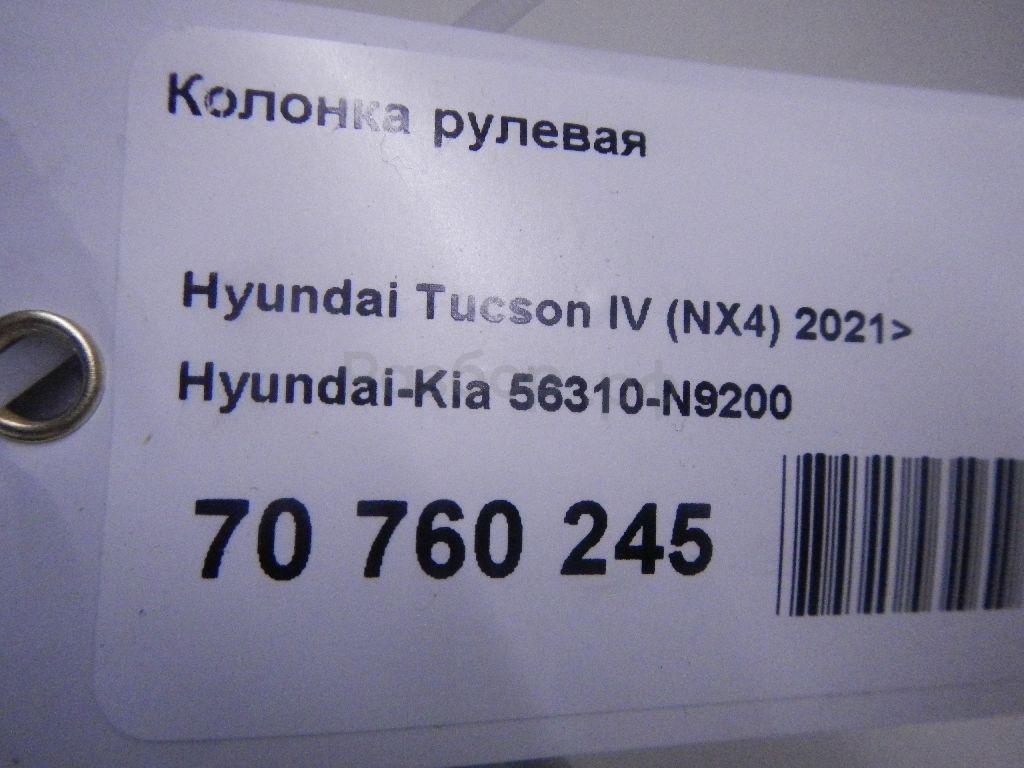 Колонка рулевая
Hyundai Tucson IV (NX4) 2021>
Hyundai-Kia 56310-N9200
70 760 245